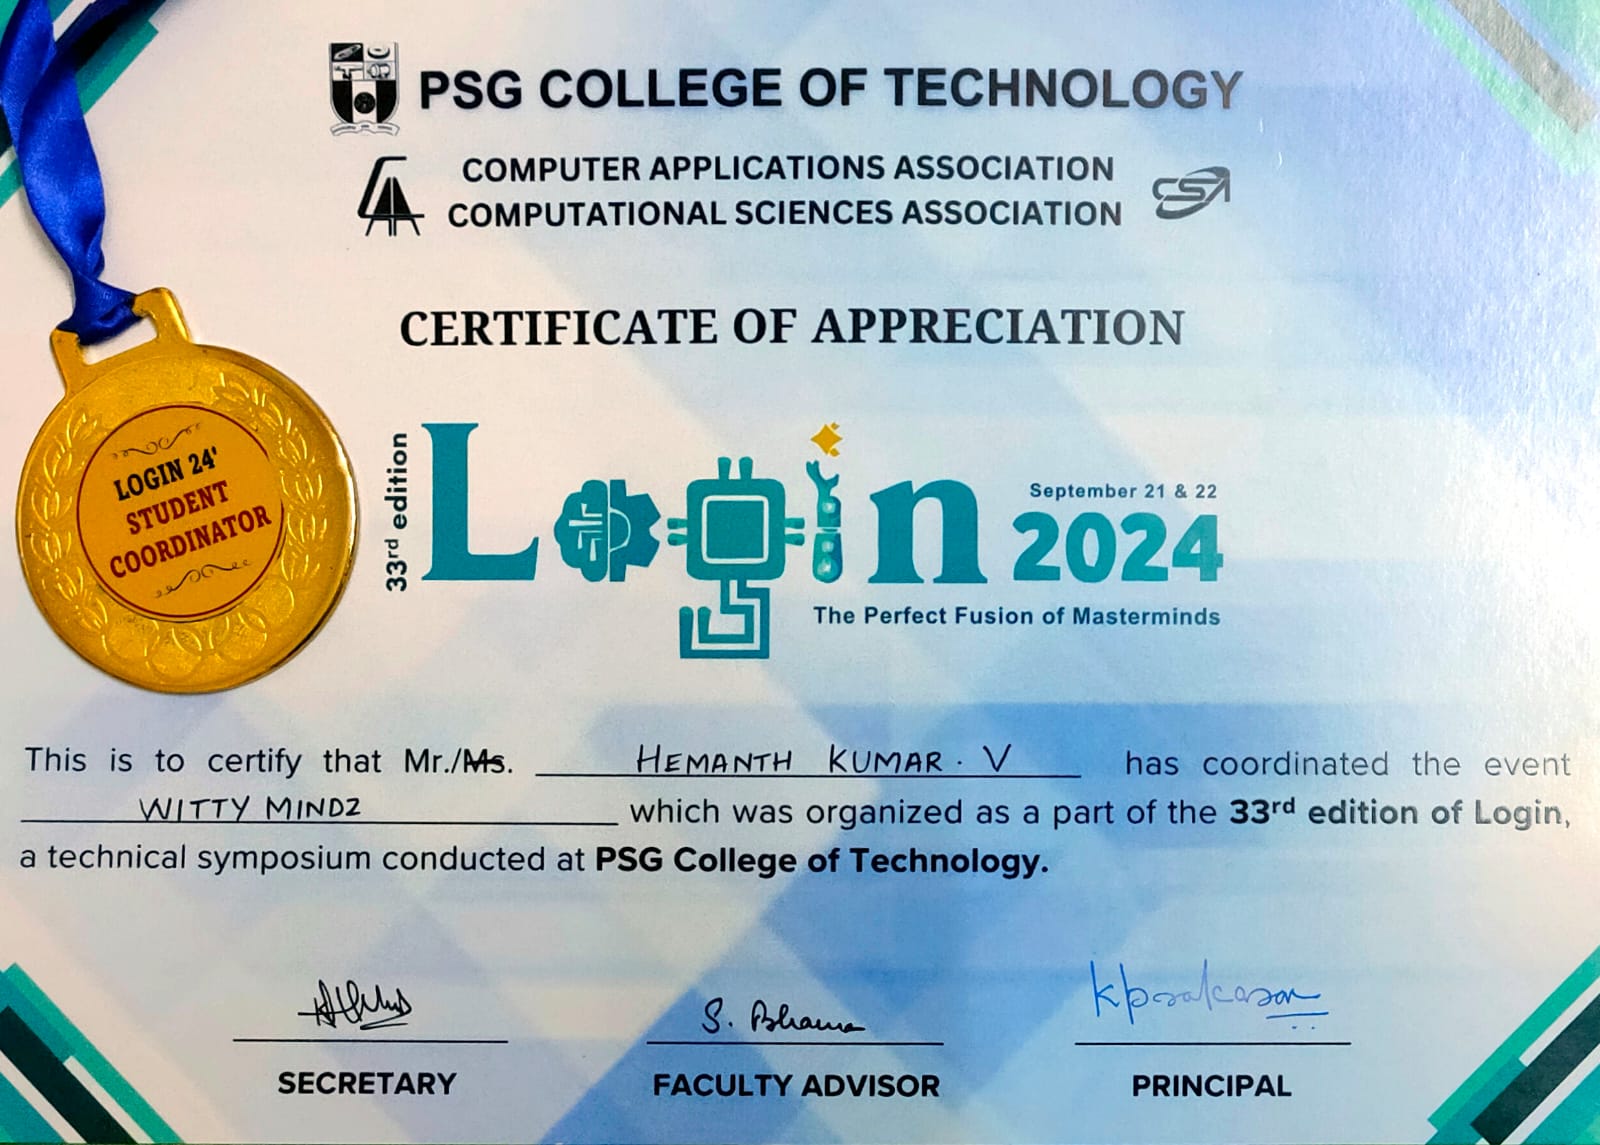 PSG COLLEGE OF TECHNOLOGY
COMPUTER APPLICATIONS ASSOCIATION
COMPUTATIONAL SCIENCES ASSOCIATION
CSA
CERTIFICATE OF APPRECIATION
LOGIN 24'
STUDENT
COORDINATOR
33rd edition
Login
September 21 & 22
2024
The Perfect Fusion of Masterminds
This is to certify that Mr./Ms. HEMANTH KUMAR . V has coordinated the event
WITTY MINDZ which was organized as a part of the 33rd edition of Login,
a technical symposium conducted at PSG College of Technology.
S. Bhama
SECRETARY
FACULTY ADVISOR
PRINCIPAL